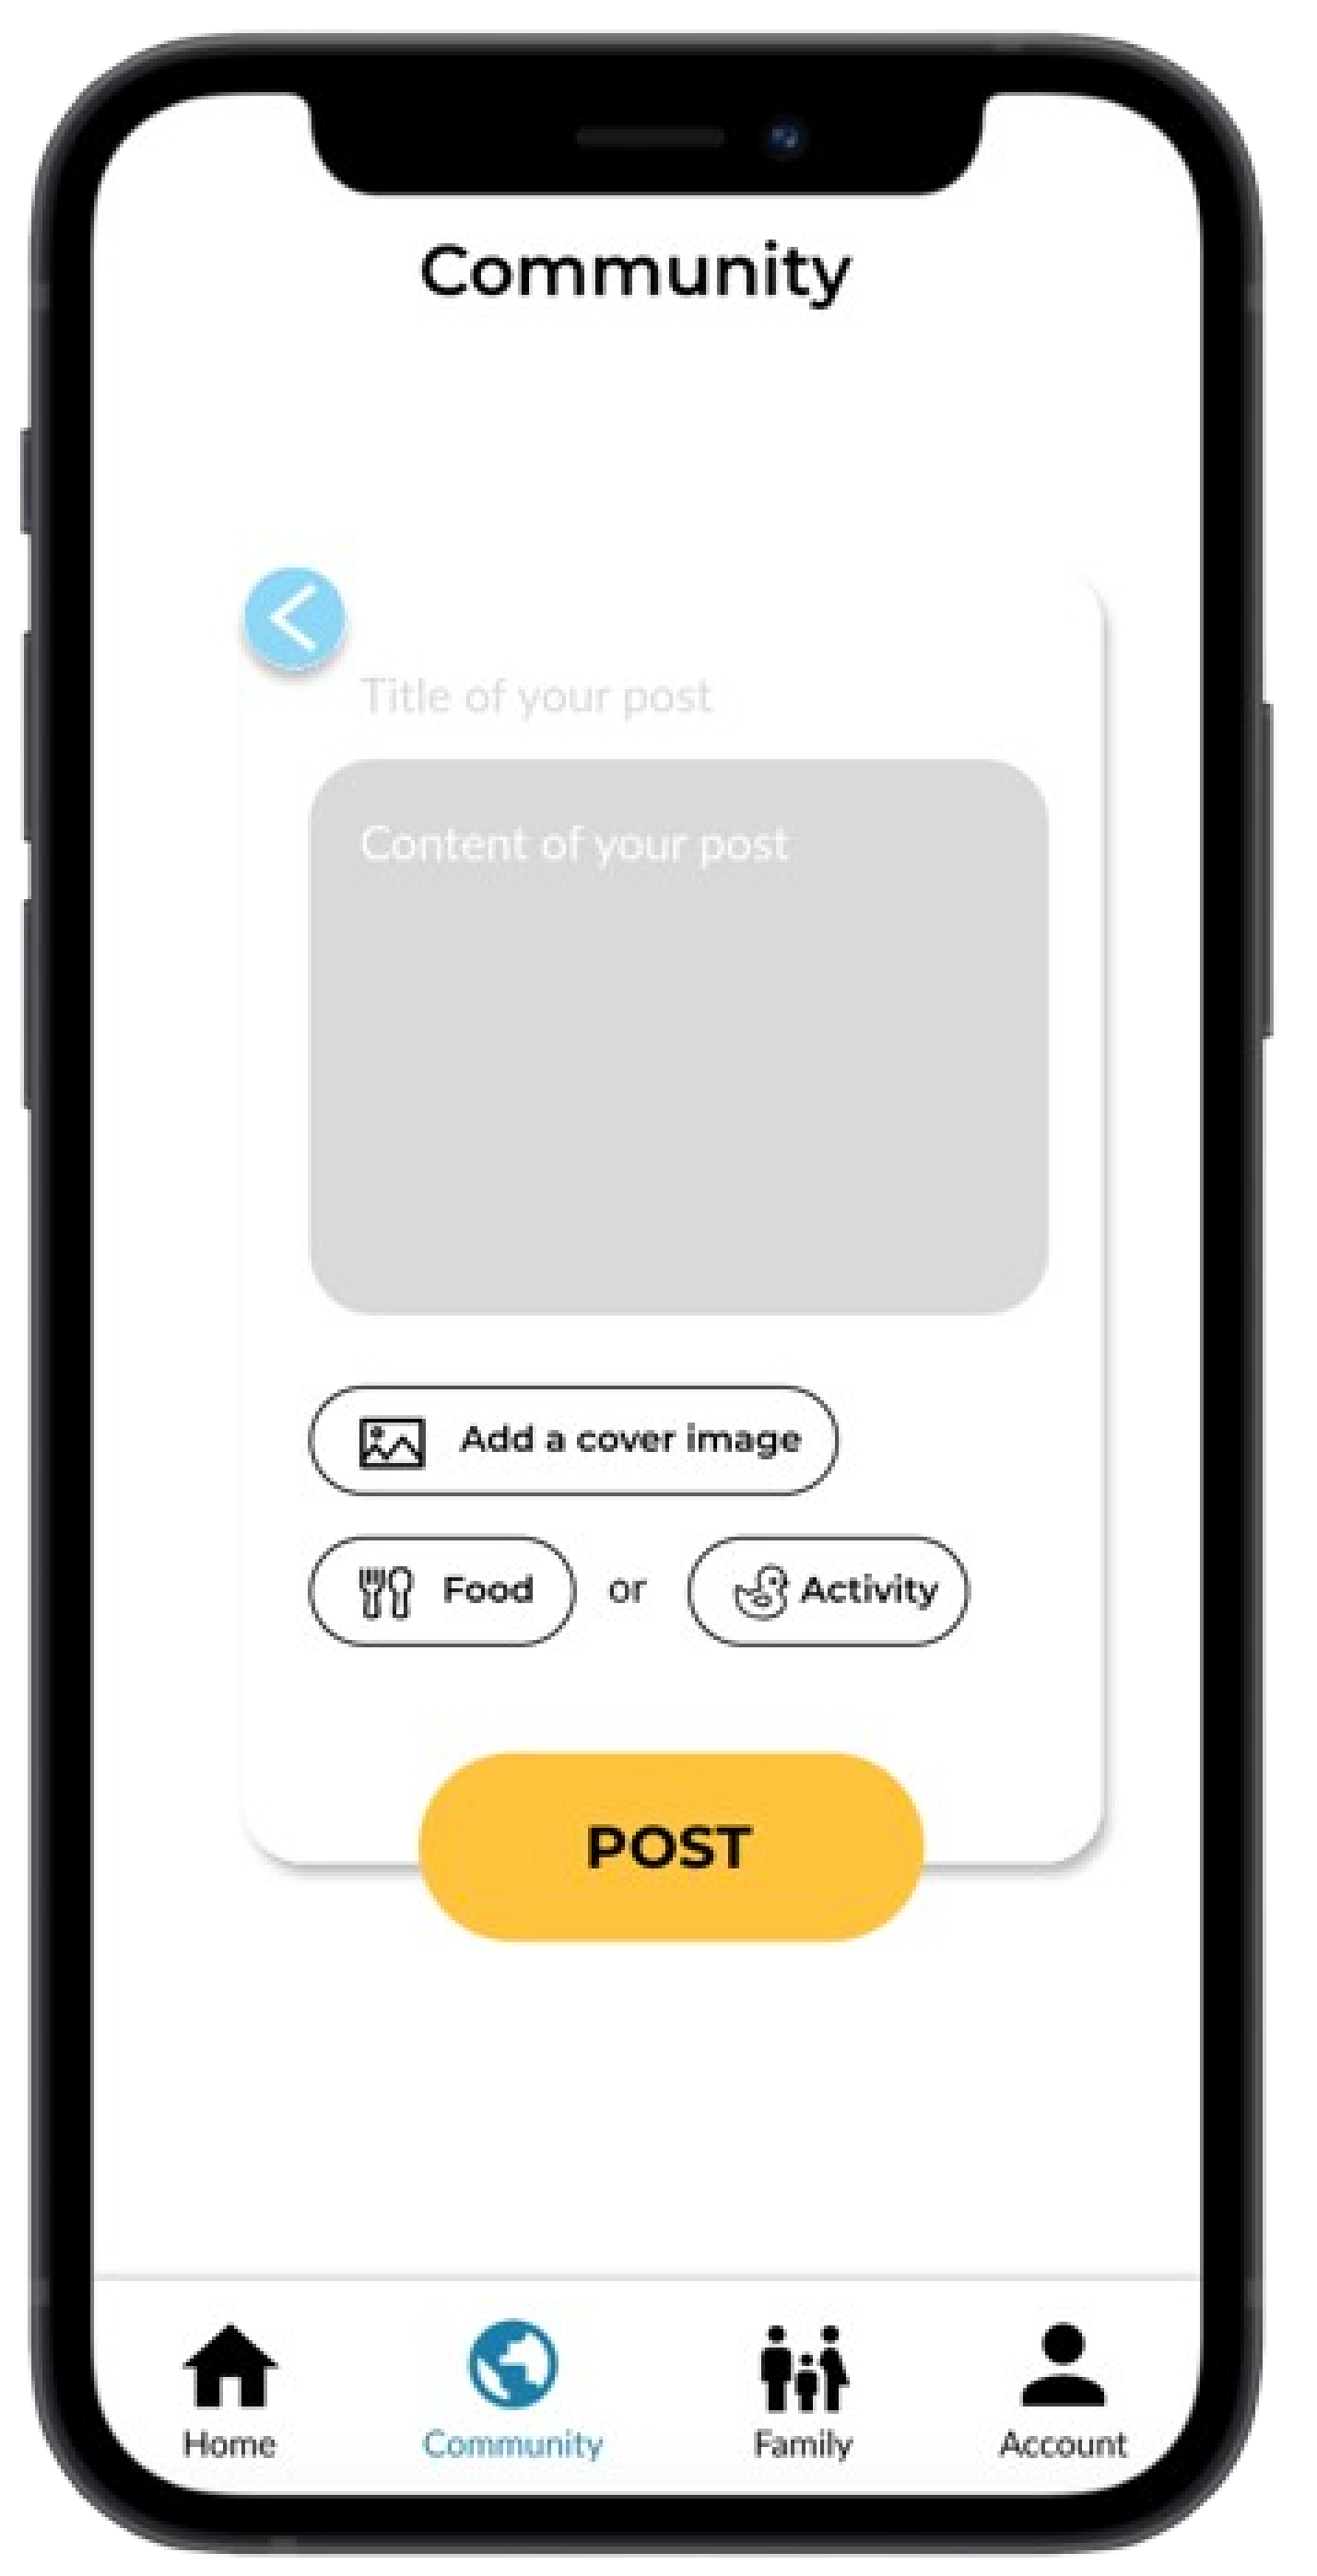 Community
Title of your post
Content of your post
Add a cover image
Food or Activity
POST
Home Community Family Account